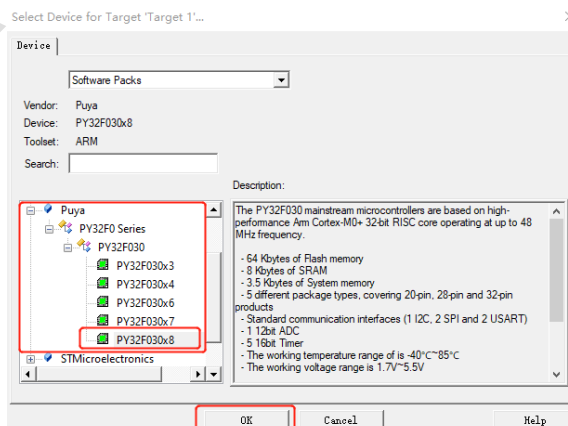 Select Device for Target 'Target 1'...
Device
Software Packs
Vendor: Puya
Device: PY32F030x8
Toolset: ARM
Search:
Description:
Puya
PY32F0 Series
PY32F030
PY32F030x3
PY32F030x4
PY32F030x6
PY32F030x7
PY32F030x8
STMicroelectronics
The PY32F030 mainstream microcontrollers are based on high-
perfomance Arm Cortex-M0+ 32-bit RISC core operating at up to 48
MHz frequency.
- 64 Kbytes of Flash memory
- 8 Kbytes of SRAM
- 3.5 Kbytes of System memory
- 5 different package types, covering 20-pin, 28-pin and 32-pin
products
- Standard communication interfaces (1 I2C, 2 SPI and 2 USART)
- 1 12bit ADC
- 5 16bit Timer
- The working temperature range of is -40°C~85°C
- The working voltage range is 1.7V~5.5V
OK
Cancel
Help